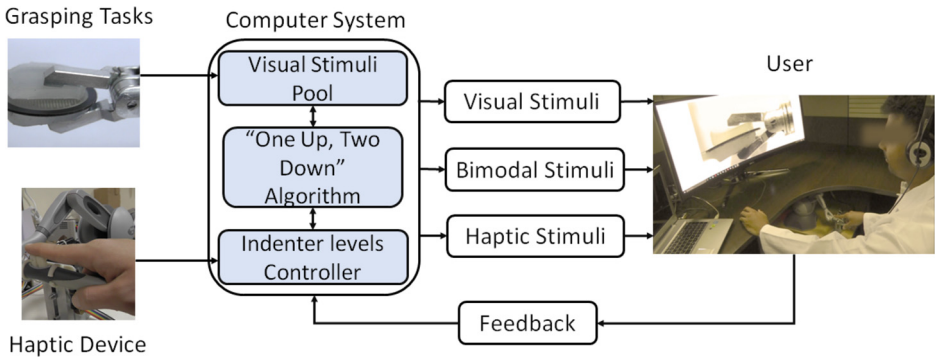 Grasping Tasks
Computer System
Visual Stimuli
Pool
"One Up, Two
Down"
Algorithm
Indenter levels
Controller
Haptic Device
Visual Stimuli
Bimodal Stimuli
Haptic Stimuli
Feedback
User